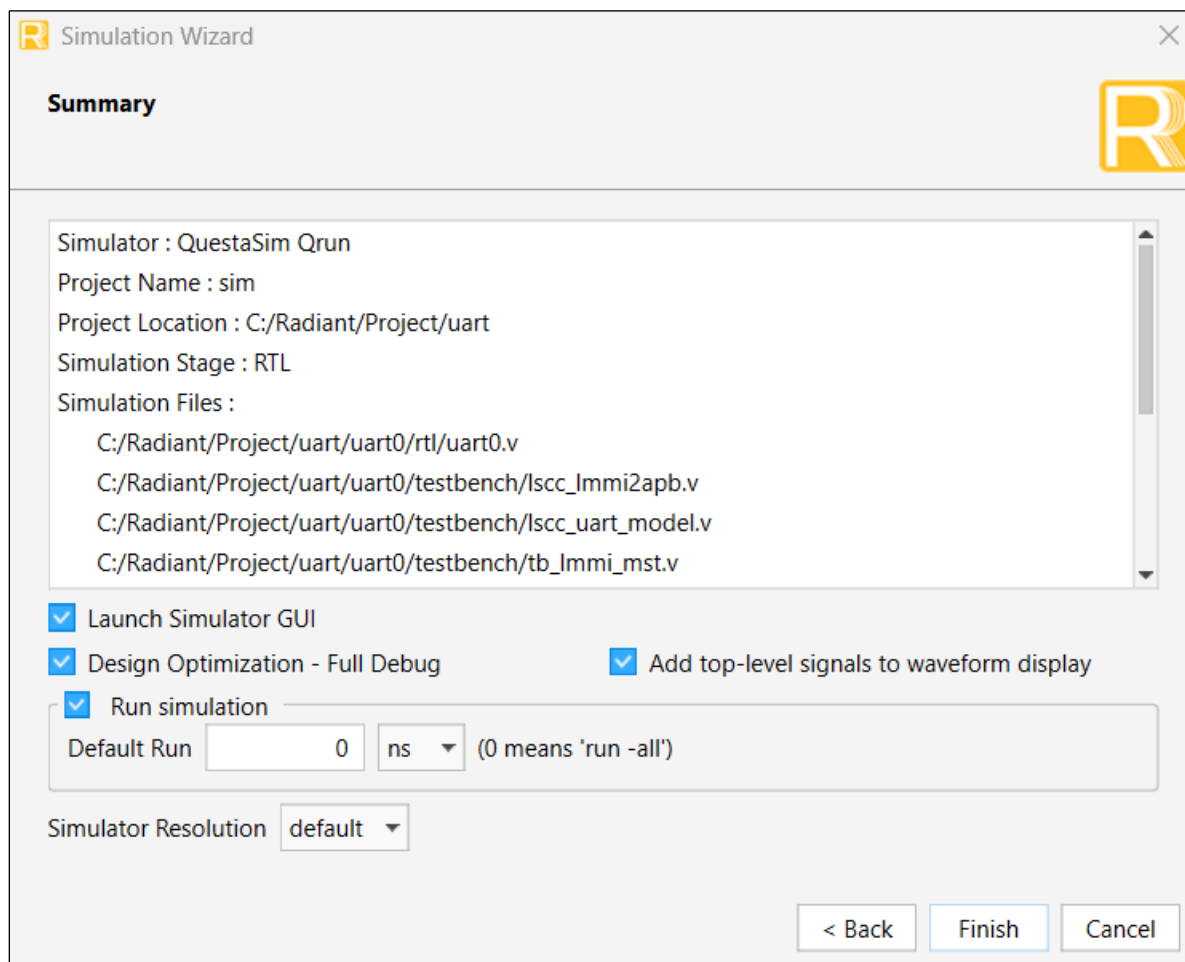 Simulation Wizard
Summary
Simulator : QuestaSim Qrun
Project Name : sim
Project Location : C:/Radiant/Project/uart
Simulation Stage : RTL
Simulation Files :
C:/Radiant/Project/uart/uart0/rtl/uart0.v
C:/Radiant/Project/uart/uart0/testbench/lscc_lmmi2apb.v
C:/Radiant/Project/uart/uart0/testbench/lscc_uart_model.v
C:/Radiant/Project/uart/uart0/testbench/tb_lmmi_mst.v
Launch Simulator GUI
Design Optimization - Full Debug Add top-level signals to waveform display
Run simulation
Default Run 0 ns (0 means 'run -all')
Simulator Resolution default
< Back Finish Cancel